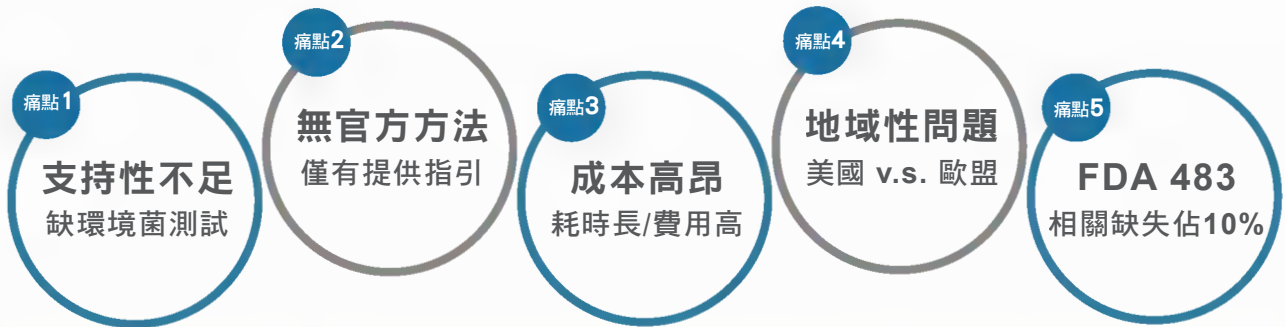 痛點1
支持性不足
缺環境菌測試
痛點2
無官方方法
僅有提供指引
痛點3
成本高昂
耗時長/費用高
痛點4
地域性問題
美國 v.s. 歐盟
痛點5
FDA 483
相關缺失佔10%